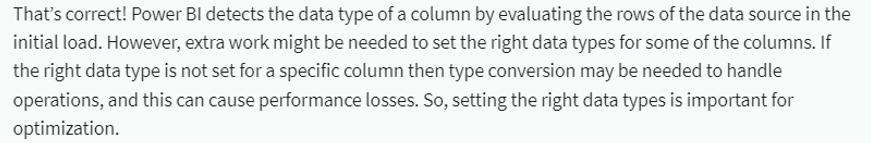 That's correct! Power BI detects the data type of a column by evaluating the rows of the data source in the
initial load. However, extra work might be needed to set the right data types for some of the columns. If
the right data type is not set for a specific column then type conversion may be needed to handle
operations, and this can cause performance losses. So, setting the right data types is important for
optimization.